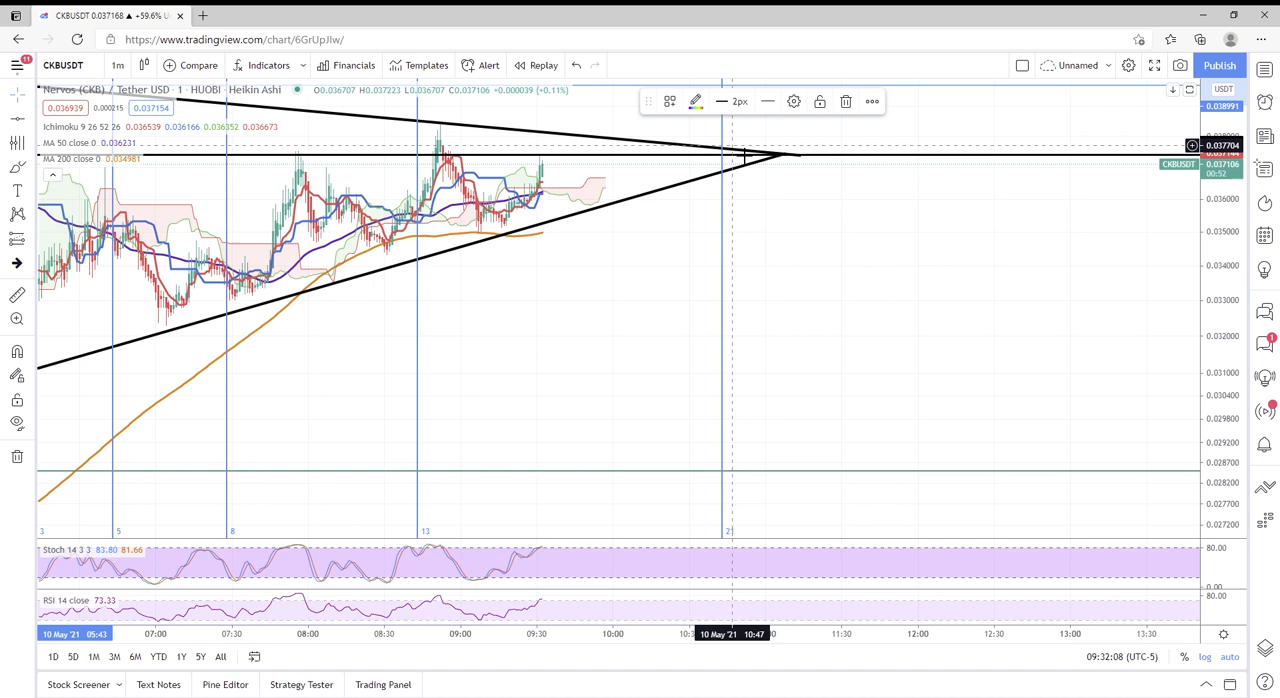 CKBUSDT 0.037168 ▲ +59.6% U
https://www.tradingview.com/chart/6GrUpJIw/
11
CKBUSDT 1m Compare Indicators Financials Templates Alert Replay Unnamed Publish
Nervos (CKB) / Tether USD · 1 · HUOBI · Heikin Ashi O0.036707 H0.037223 L0.036707 C0.037106 +0.000039 (+0.11%)
USDT
2px
0.036939 0.000215 0.037154
0.038991
Ichimoku 9 26 52 26 0.036539 0.036166 0.036352 0.036673
MA 50 close 0 0.036231
0.037704
MA 200 close 0 0.034981
CKBUSDT 0.037106
00:52
0.036000
0.035000
0.034000
0.033000
0.032000
0.031000
0.030400
0.029800
0.029200
0.028700
0.028200
0.027700
0.027200
3 5 8 13 21
1
Stoch 14 3 3 83.80 81.66
80.00
0.00
RSI 14 close 73.33
80.00
10 May '21 05:43 07:00 07:30 08:00 08:30 09:00 09:30 10:00 10:3 10 May '21 10:47 11:30 12:00 12:30 13:00 13:30
1D 5D 1M 3M 6M YTD 1Y 5Y All 09:32:08 (UTC-5) % log auto
Stock Screener Text Notes Pine Editor Strategy Tester Trading Panel